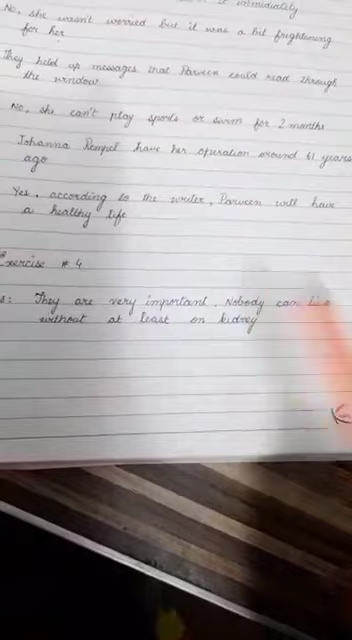 immidiatly
No, she wasn't worried but it was a bit frightening
for her
They held up messages that Parveen could read through
the window
No, she can't play sports or swim for 2 months
Johanna Rempel have her operation around 61 years
ago
Yes, according to the writer, Parveen will have
a healthy life
Exercise # 4
s: They are very important. Nobody can
without at least on kidney